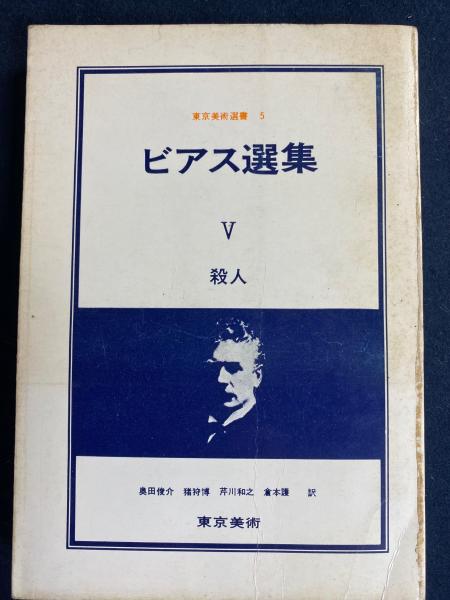 東京美術選書 5
ビアス選集
V
殺人
奥田俊介 猪狩博 芹川和之 倉本護 訳
東京美術